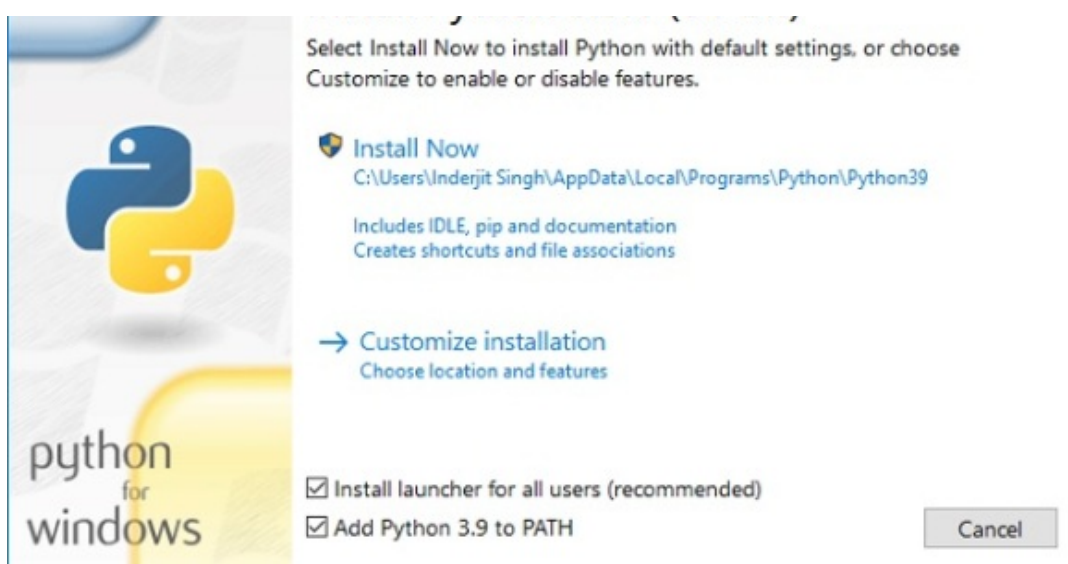 Select Install Now to install Python with default settings, or choose
Customize to enable or disable features.
Install Now
C:\Users\Inderjit Singh\AppData\Local\Programs\Python\Python39
Includes IDLE, pip and documentation
Creates shortcuts and file associations
Customize installation
Choose location and features
python
for
windows
Install launcher for all users (recommended)
Add Python 3.9 to PATH
Cancel